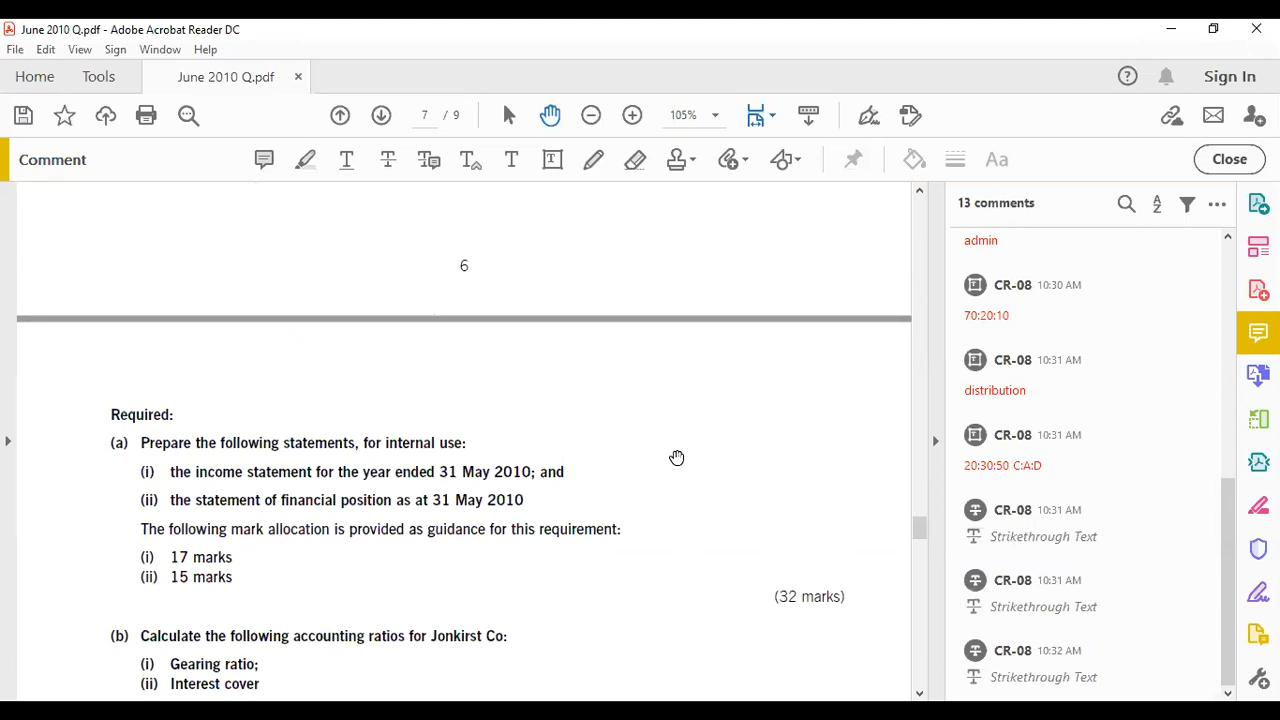 June 2010 Q.pdf - Adobe Acrobat Reader DC
File Edit View Sign Window Help
Home Tools June 2010 Q.pdf × Sign In
7 / 9 105%
Comment Close
6
Required:
(a) Prepare the following statements, for internal use:
(i) the income statement for the year ended 31 May 2010; and
(ii) the statement of financial position as at 31 May 2010
The following mark allocation is provided as guidance for this requirement:
(i) 17 marks
(ii) 15 marks
(32 marks)
(b) Calculate the following accounting ratios for Jonkirst Co:
(i) Gearing ratio;
(ii) Interest cover
13 comments
admin
CR-08 10:30 AM
70:20:10
CR-08 10:31 AM
distribution
CR-08 10:31 AM
20:30:50 C:A:D
CR-08 10:31 AM
Strikethrough Text
CR-08 10:31 AM
Strikethrough Text
CR-08 10:32 AM
Strikethrough Text